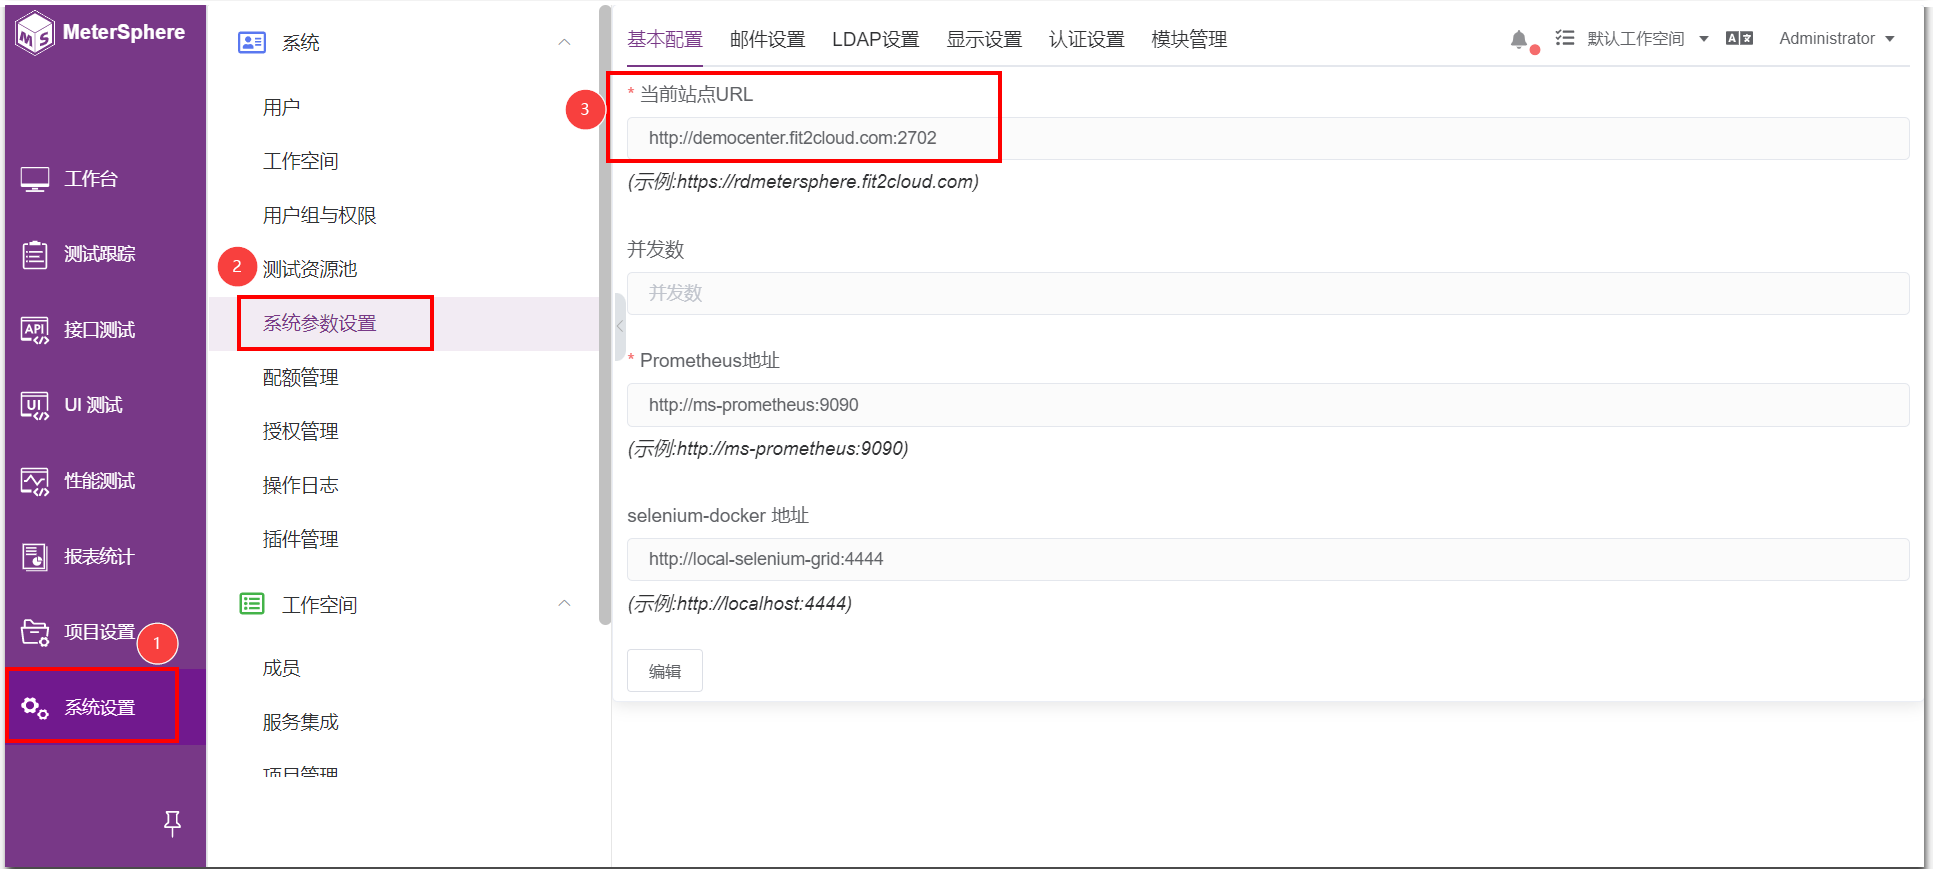 MeterSphere
工作台
测试跟踪
接口测试
UI 测试
性能测试
报表统计
项目设置
1
系统设置
系统
用户
工作空间
用户组与权限
2
测试资源池
系统参数设置
配额管理
授权管理
操作日志
插件管理
工作空间
成员
服务集成
项目管理
基本配置 邮件设置 LDAP设置 显示设置 认证设置 模块管理
默认工作空间 Administrator
3
* 当前站点URL
http://democenter.fit2cloud.com:2702
(示例:https://rdmetersphere.fit2cloud.com)
并发数
并发数
* Prometheus地址
http://ms-prometheus:9090
(示例:http://ms-prometheus:9090)
selenium-docker 地址
http://local-selenium-grid:4444
(示例:http://localhost:4444)
编辑